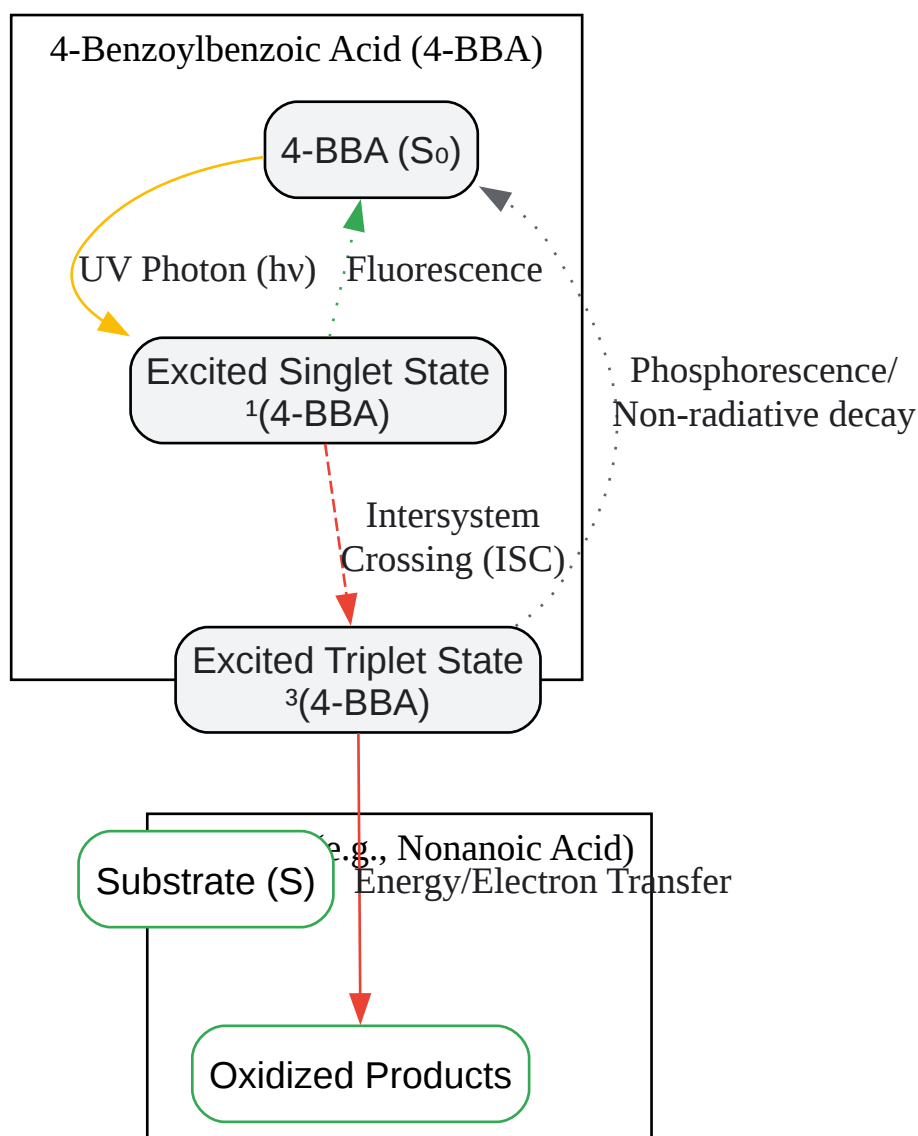 4-Benzoylbenzoic Acid (4-BBA)
4-BBA (S₀)
UV Photon (hν)
Fluorescence
Excited Singlet State
¹(4-BBA)
Phosphorescence/
Non-radiative decay
Intersystem
Crossing (ISC)
Excited Triplet State
³(4-BBA)
(e.g., Nonanoic Acid)
Substrate (S)
Energy/Electron Transfer
Oxidized Products